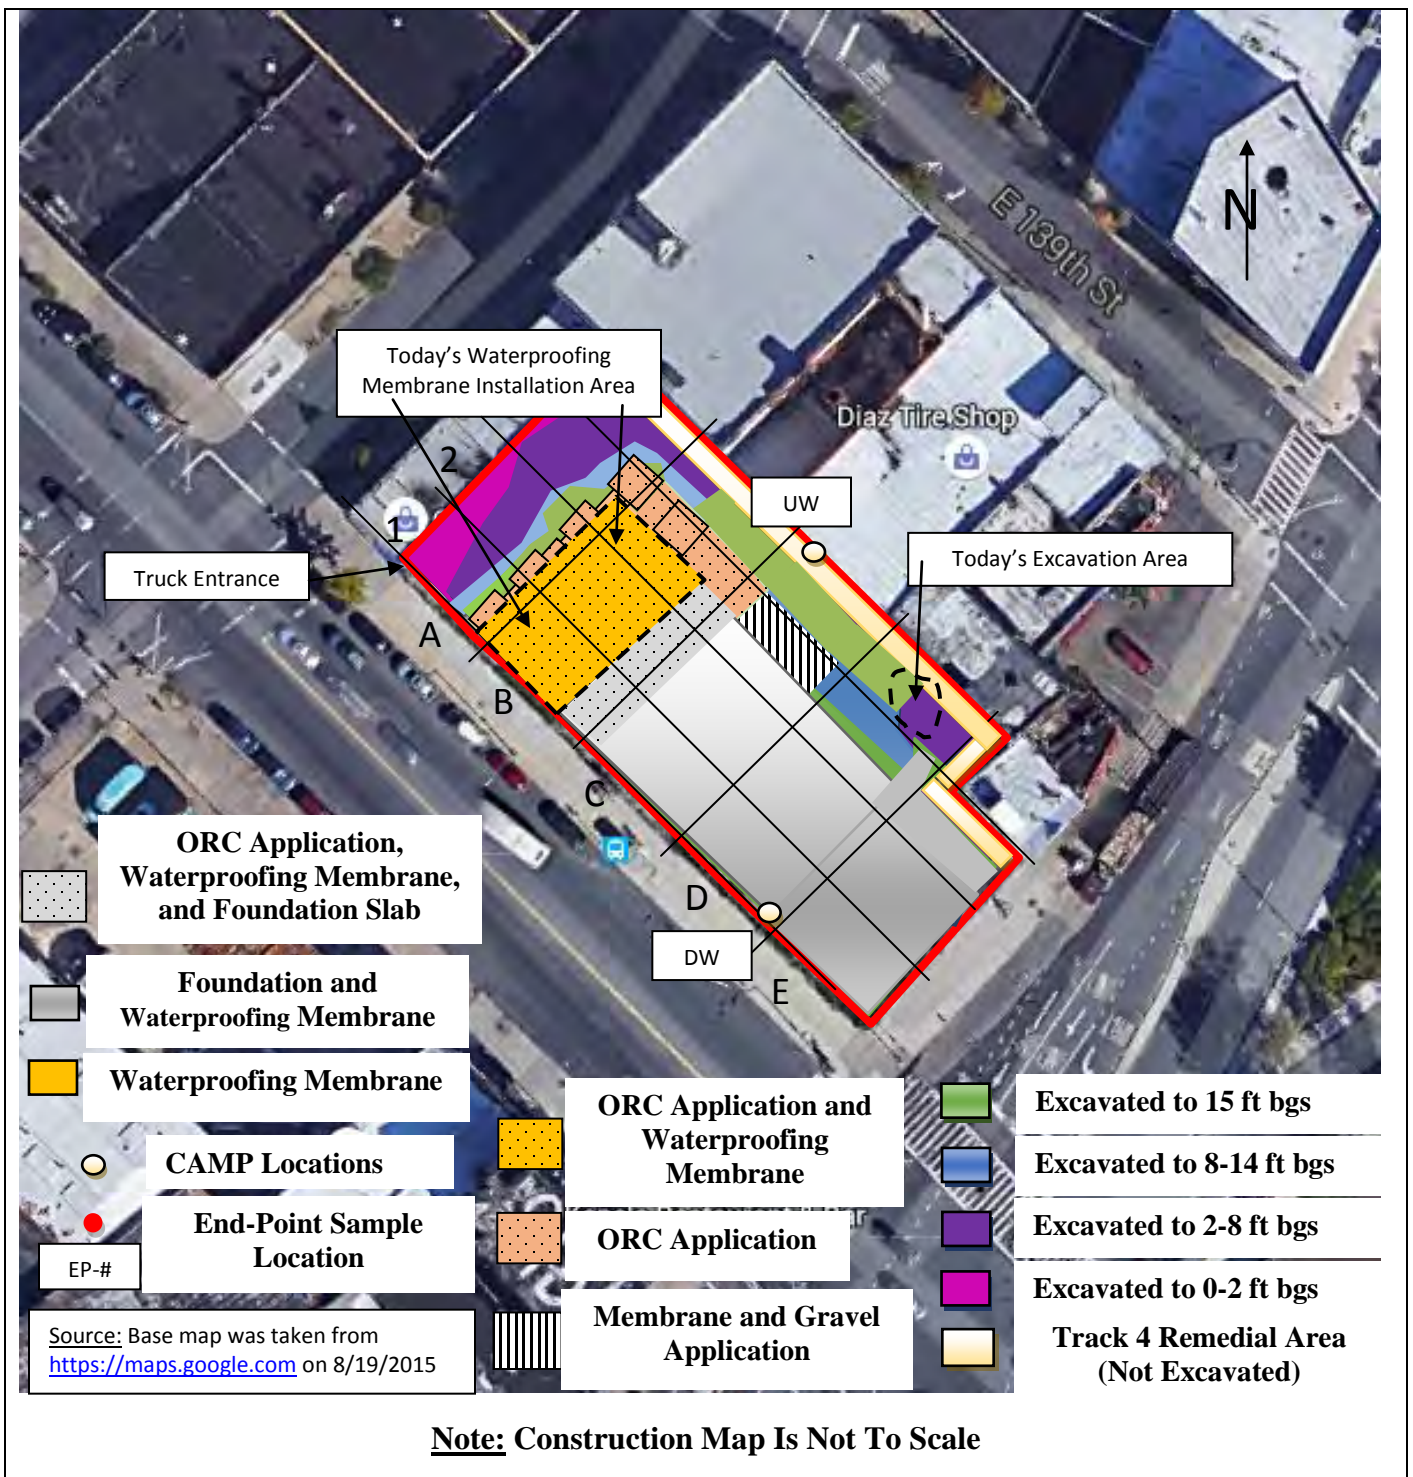 E 139th St
N
Today's Waterproofing
Membrane Installation Area
Diaz Tire Shop
2
UW
1
Today's Excavation Area
Truck Entrance
A
B
C
D
DW
E
ORC Application,
Waterproofing Membrane,
and Foundation Slab
Foundation and
Waterproofing Membrane
Waterproofing Membrane
CAMP Locations
End-Point Sample
Location
EP-#
Source: Base map was taken from
https://maps.google.com on 8/19/2015
ORC Application and
Waterproofing
Membrane
ORC Application
Membrane and Gravel
Application
Excavated to 15 ft bgs
Excavated to 8-14 ft bgs
Excavated to 2-8 ft bgs
Excavated to 0-2 ft bgs
Track 4 Remedial Area
(Not Excavated)
Note: Construction Map Is Not To Scale